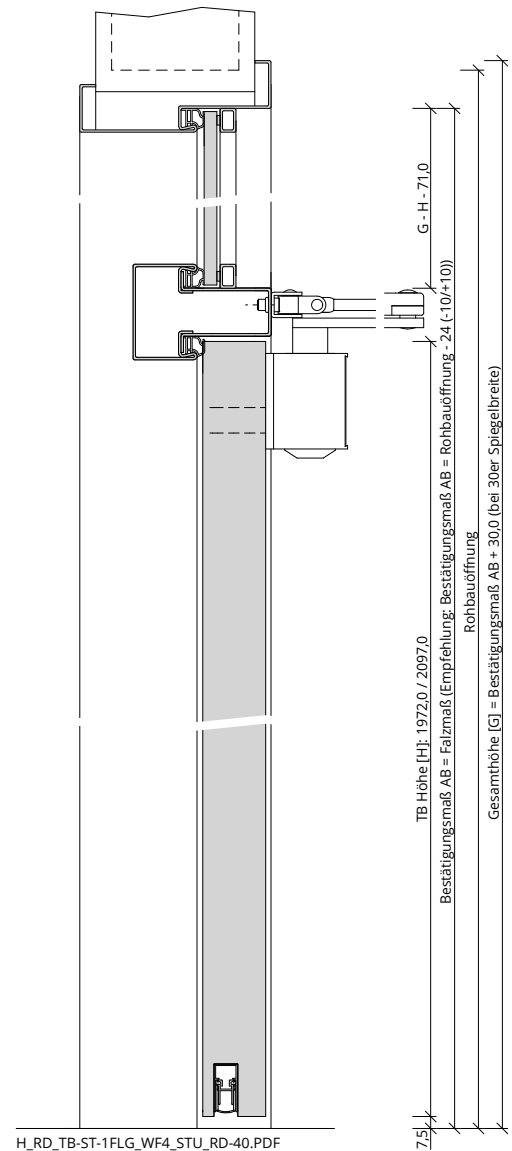 G - H - 71,0
TB Höhe [H]: 1972,0 / 2097,0
Bestätigungsmaß AB = Falzmaß (Empfehlung: Bestätigungsmaß AB = Rohbauöffnung - 24 (-10/+10))
Rohbauöffnung
Gesamthöhe [G] = Bestätigungsmaß AB + 30,0 (bei 30er Spiegelbreite)
7,5
H_RD_TB-ST-1FLG_WF4_STU_RD-40.PDF